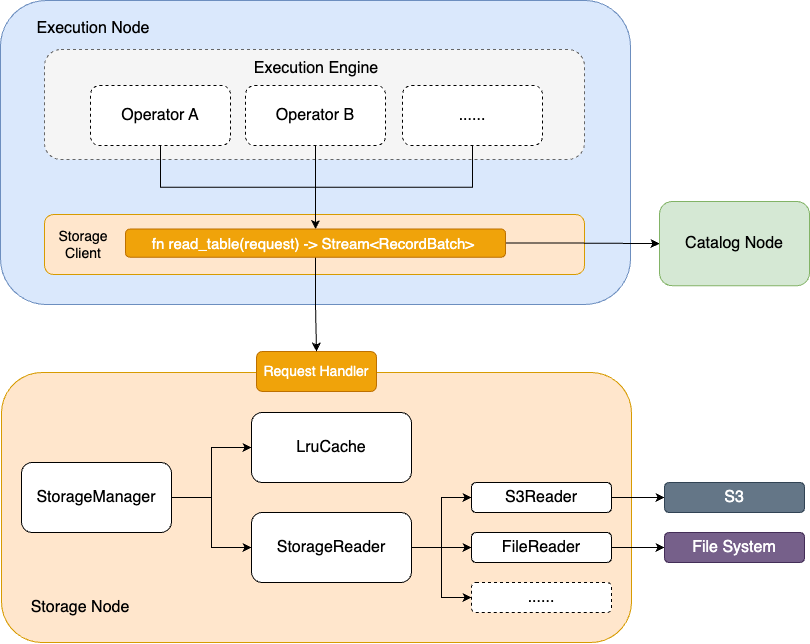 Execution Node
Execution Engine
Operator A
Operator B
......
Storage
Client
fn read_table(request) -> Stream<RecordBatch>
Catalog Node
Request Handler
LruCache
StorageManager
S3Reader
S3
StorageReader
FileReader
File System
......
Storage Node